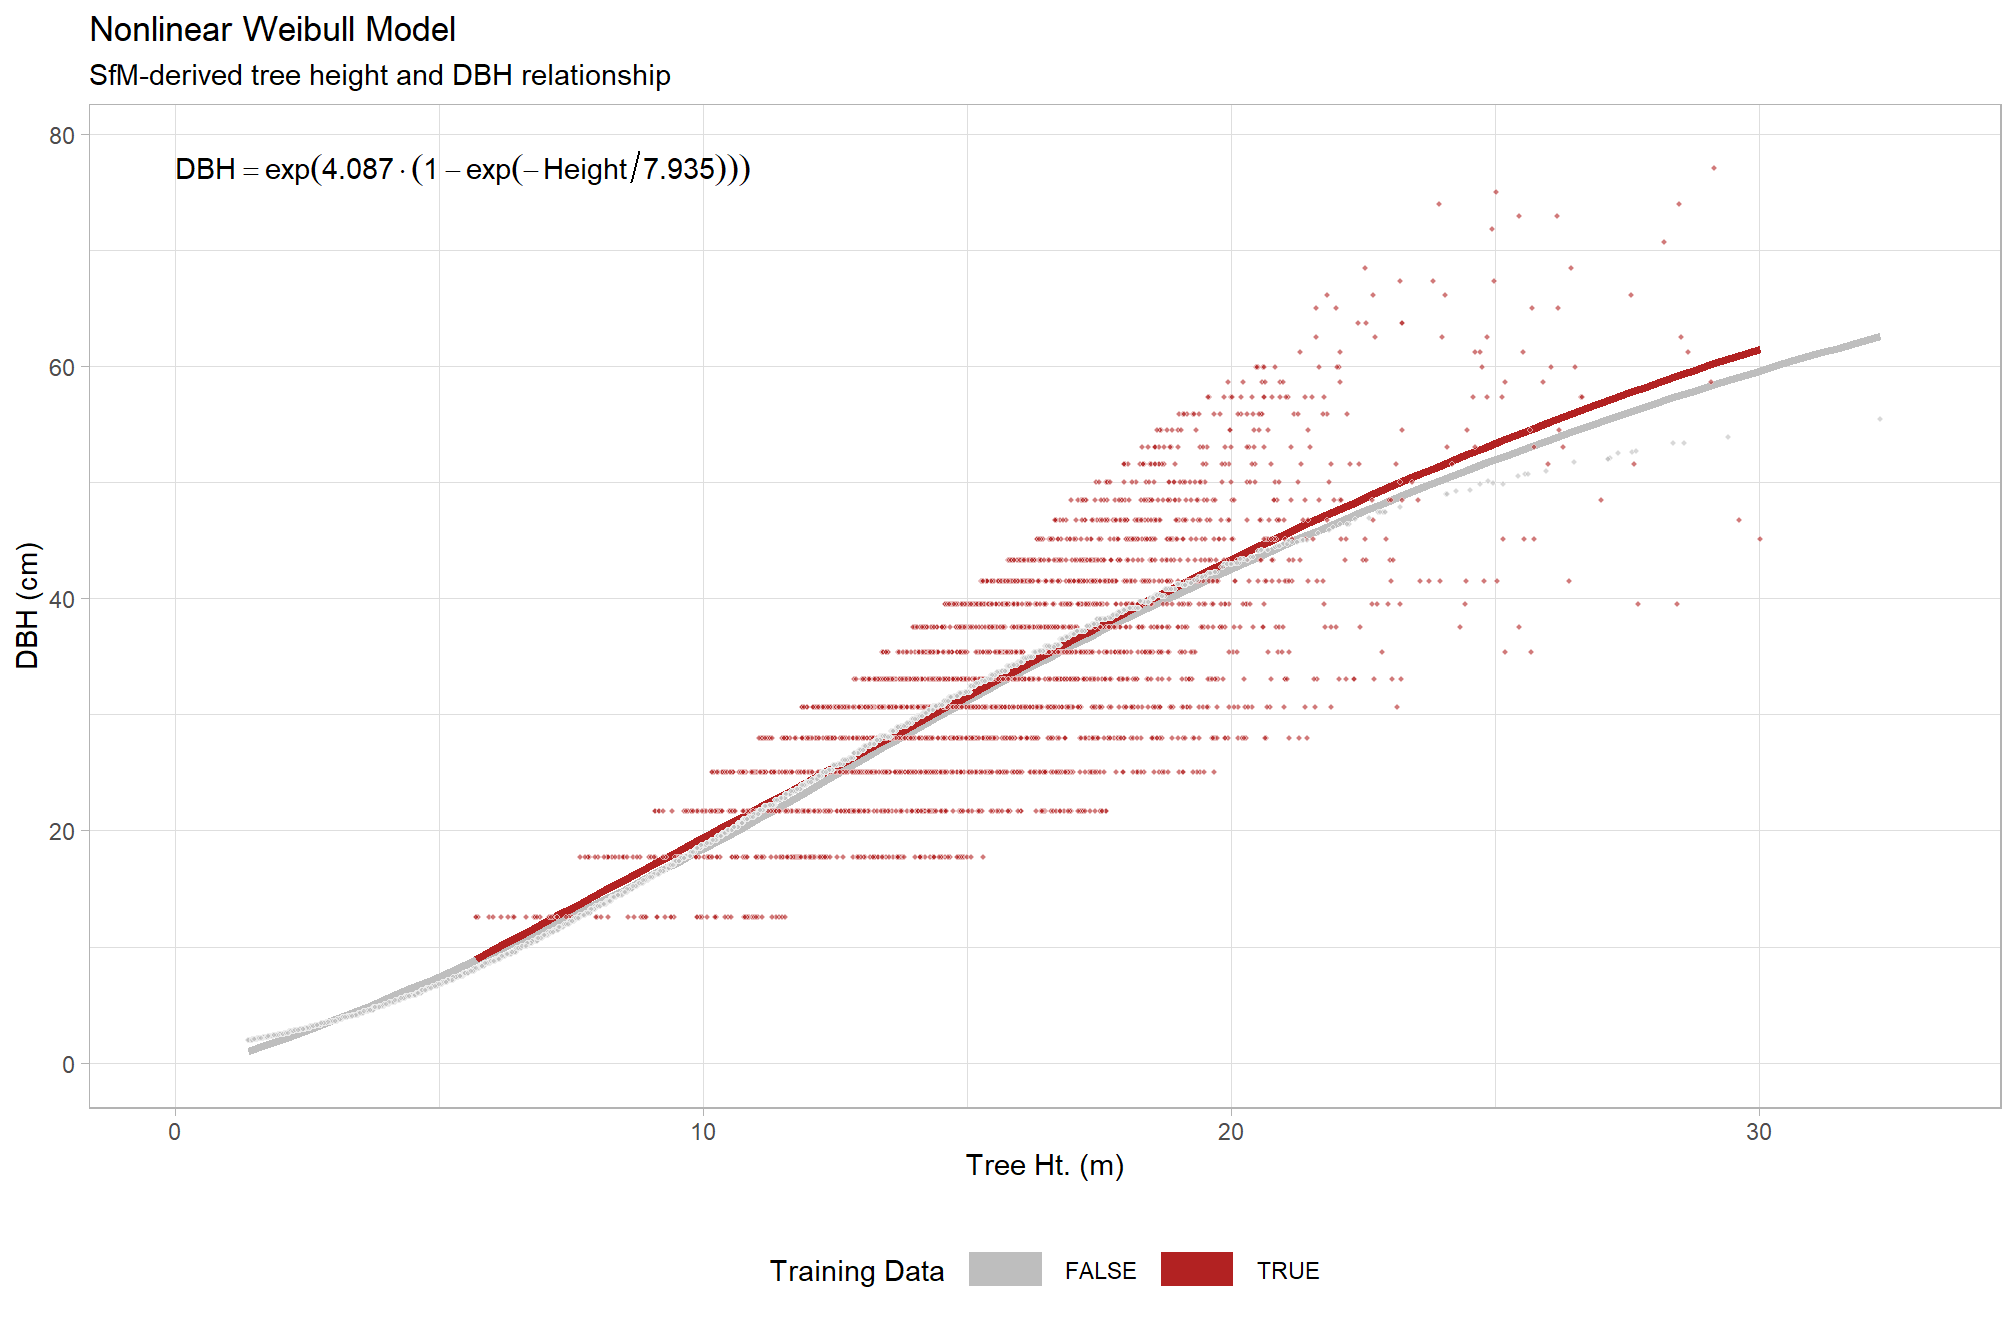 Nonlinear Weibull Model
SfM-derived tree height and DBH relationship
DBH = exp(4.087 · (1 − exp(− Height/7.935)))
80
60
40
20
0
DBH (cm)
0 10 20 30
Tree Ht. (m)
Training Data FALSE TRUE